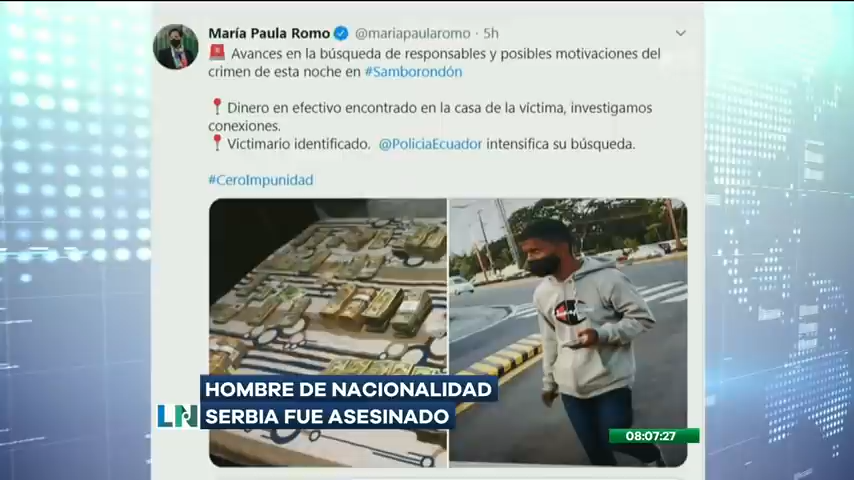 María Paula Romo @mariapaularomo · 5h
🚨 Avances en la búsqueda de responsables y posibles motivaciones del
crimen de esta noche en #Samborondón
📍 Dinero en efectivo encontrado en la casa de la víctima, investigamos
conexiones.
📍 Victimario identificado. @PoliciaEcuador intensifica su búsqueda.
#CeroImpunidad
HOMBRE DE NACIONALIDAD
LN SERBIA FUE ASESINADO
08:07:27